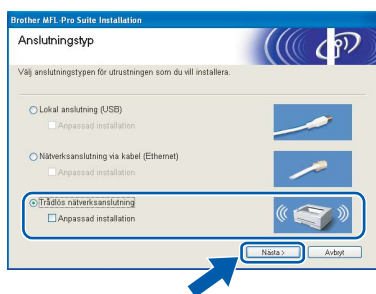 Brother MFL-Pro Suite Installation
Anslutningstyp
Välj anslutningstypen för utrustningen som du vill installera.
Lokal anslutning (USB)
Anpassad installation
Nätverksanslutning via kabel (Ethernet)
Anpassad installation
Trådlös nätverksanslutning
Anpassad installation
Nästa > Avbryt